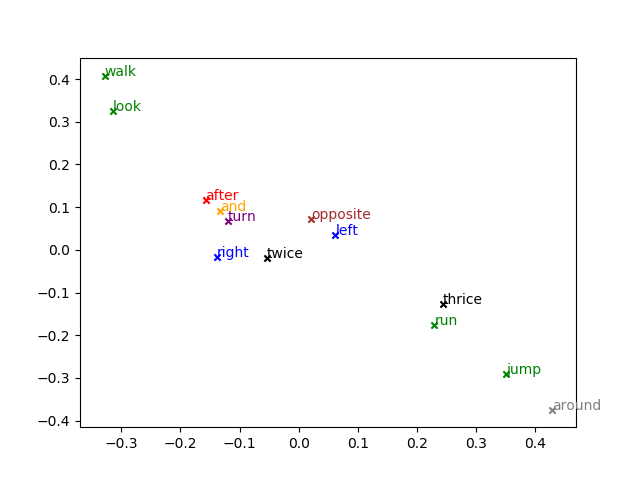 walk
look
after
and
turn
opposite
left
right
twice
thrice
run
jump
around
0.4
0.3
0.2
0.1
0.0
−0.1
−0.2
−0.3
−0.4
−0.3 −0.2 −0.1 0.0 0.1 0.2 0.3 0.4